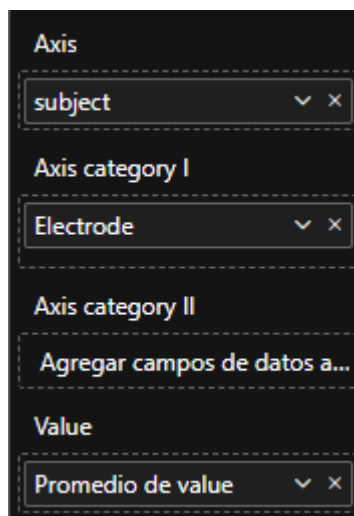 Axis
subject
Axis category I
Electrode
Axis category II
Agregar campos de datos a...
Value
Promedio de value